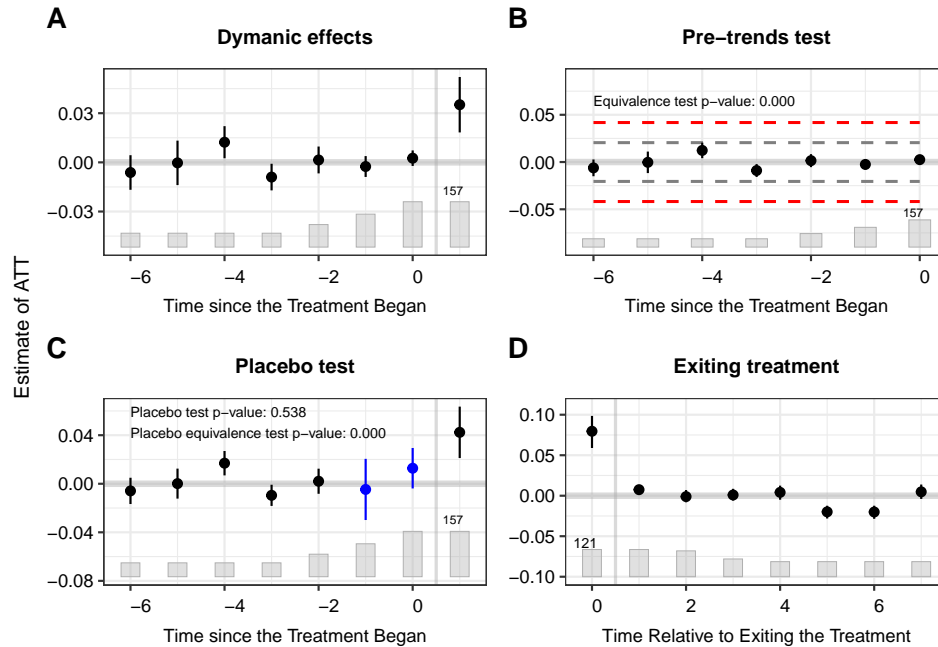 A
Dymanic effects
0.03
0.00
−0.03
157
−6
−4
−2
0
Time since the Treatment Began
B
Pre−trends test
Equivalence test p−value: 0.000
0.05
0.00
−0.05
157
−6
−4
−2
0
Time since the Treatment Began
Estimate of ATT
C
Placebo test
Placebo test p−value: 0.538
Placebo equivalence test p−value: 0.000
0.04
0.00
−0.04
−0.08
157
−6
−4
−2
0
Time since the Treatment Began
D
Exiting treatment
0.10
0.05
0.00
−0.05
−0.10
121
0
2
4
6
Time Relative to Exiting the Treatment